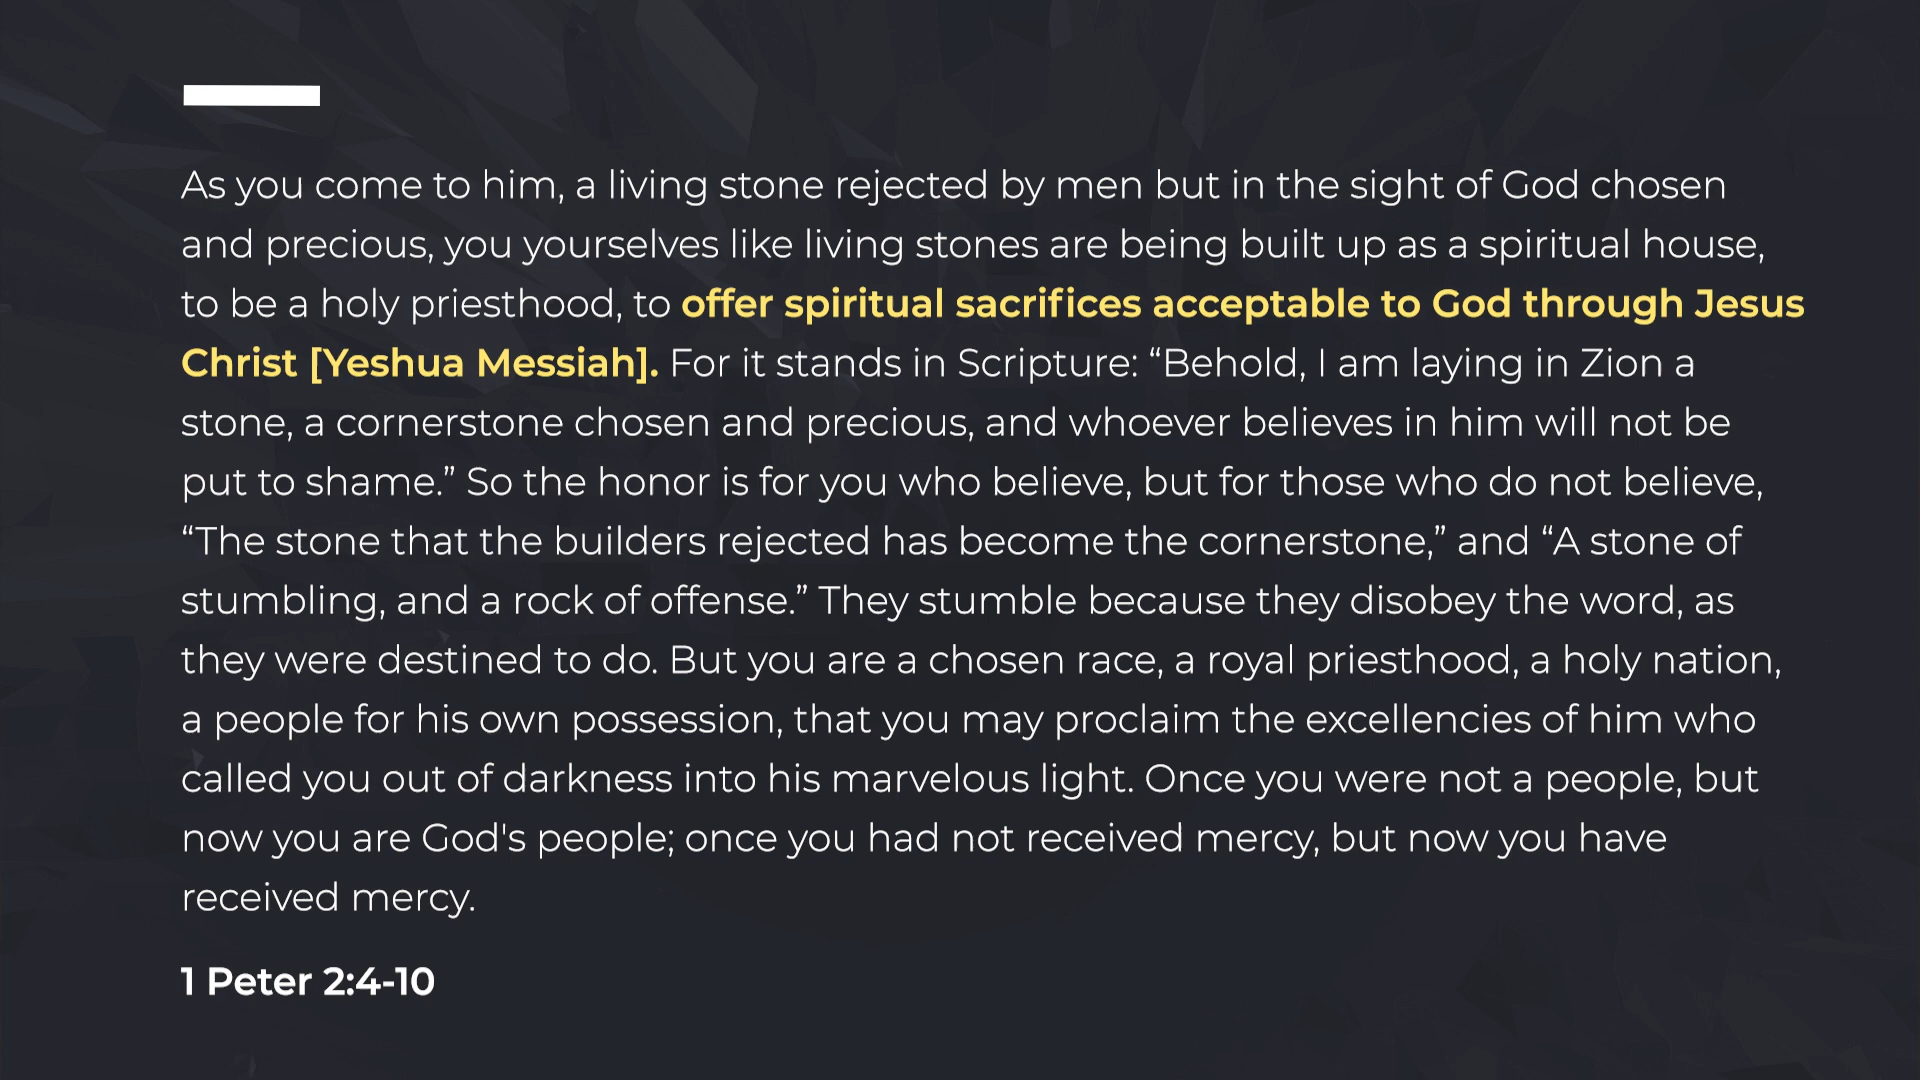 As you come to him, a living stone rejected by men but in the sight of God chosen
and precious, you yourselves like living stones are being built up as a spiritual house,
to be a holy priesthood, to offer spiritual sacrifices acceptable to God through Jesus
Christ [Yeshua Messiah]. For it stands in Scripture: “Behold, I am laying in Zion a
stone, a cornerstone chosen and precious, and whoever believes in him will not be
put to shame.” So the honor is for you who believe, but for those who do not believe,
“The stone that the builders rejected has become the cornerstone,” and “A stone of
stumbling, and a rock of offense.” They stumble because they disobey the word, as
they were destined to do. But you are a chosen race, a royal priesthood, a holy nation,
a people for his own possession, that you may proclaim the excellencies of him who
called you out of darkness into his marvelous light. Once you were not a people, but
now you are God's people; once you had not received mercy, but now you have
received mercy.
1 Peter 2:4-10